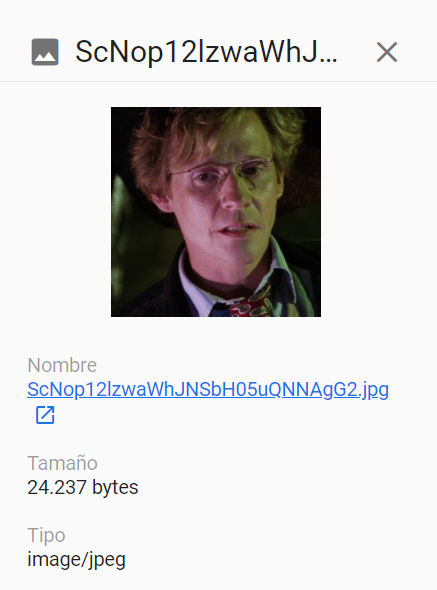 ScNop12lzwaWhJ...
Nombre
ScNop12lzwaWhJNSbH05uQNNAgG2.jpg
Tamaño
24.237 bytes
Tipo
image/jpeg